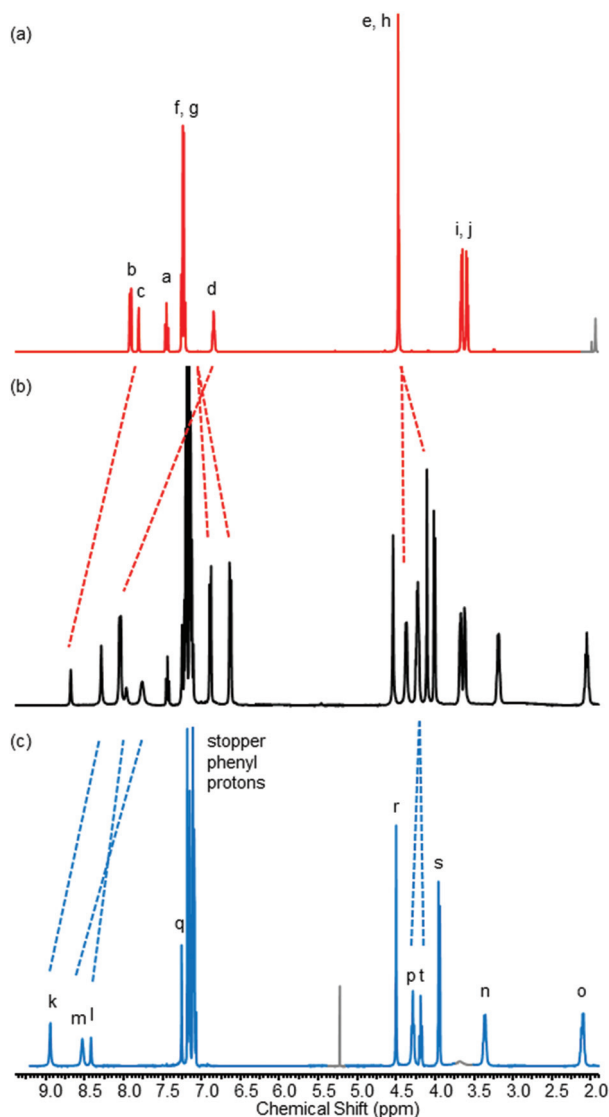 (a)
e, h
f, g
b
c
a
d
i, j
(b)
(c)
stopper
phenyl
protons
r
s
q
p t
k
m l
n
o
9.0 8.5 8.0 7.5 7.0 6.5 6.0 5.5 5.0 4.5 4.0 3.5 3.0 2.5 2.0
Chemical Shift (ppm)